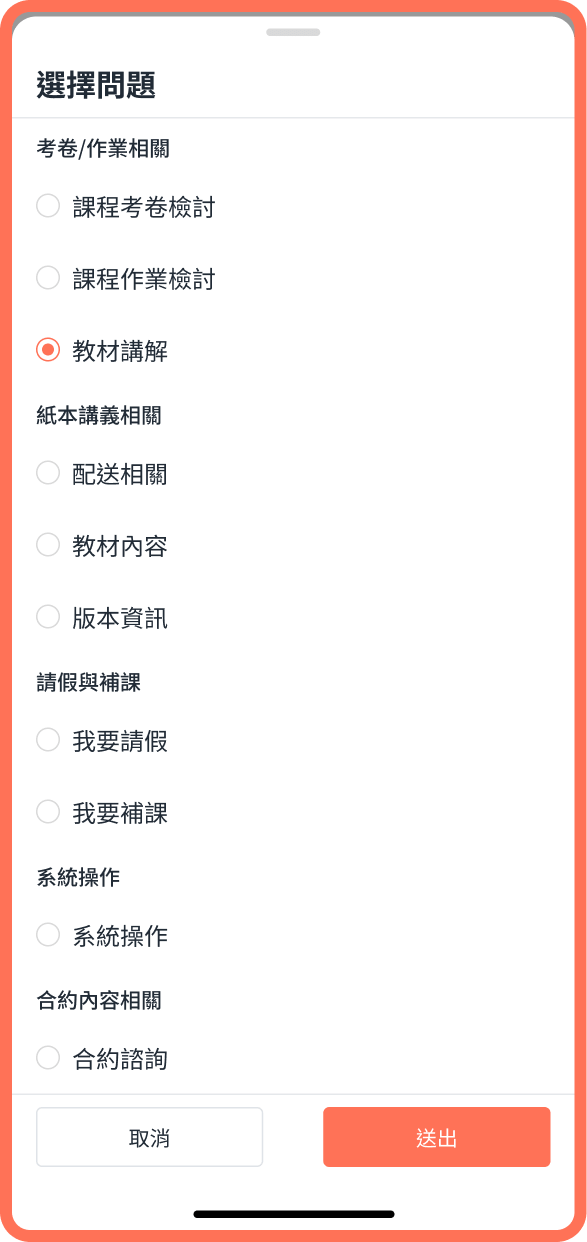 選擇問題
考卷/作業相關
課程考卷檢討
課程作業檢討
教材講解
紙本講義相關
配送相關
教材內容
版本資訊
請假與補課
我要請假
我要補課
系統操作
系統操作
合約內容相關
合約諮詢
取消
送出